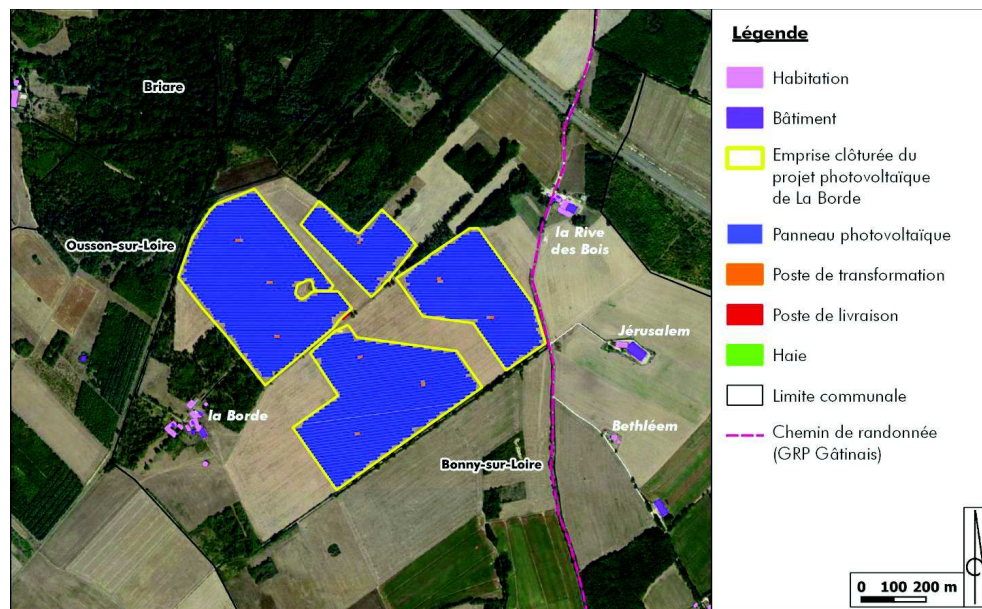 Briare
Ousson-sur-Loire
la Rive
des Bois
Jérusalem
la Borde
Bethléem
Bonny-sur-Loire
Légende
Habitation
Bâtiment
Emprise clôturée du
projet photovoltaïque
de La Borde
Panneau photovoltaïque
Poste de transformation
Poste de livraison
Haie
Limite communale
Chemin de randonnée
(GRP Gâtinais)
0 100 200 m